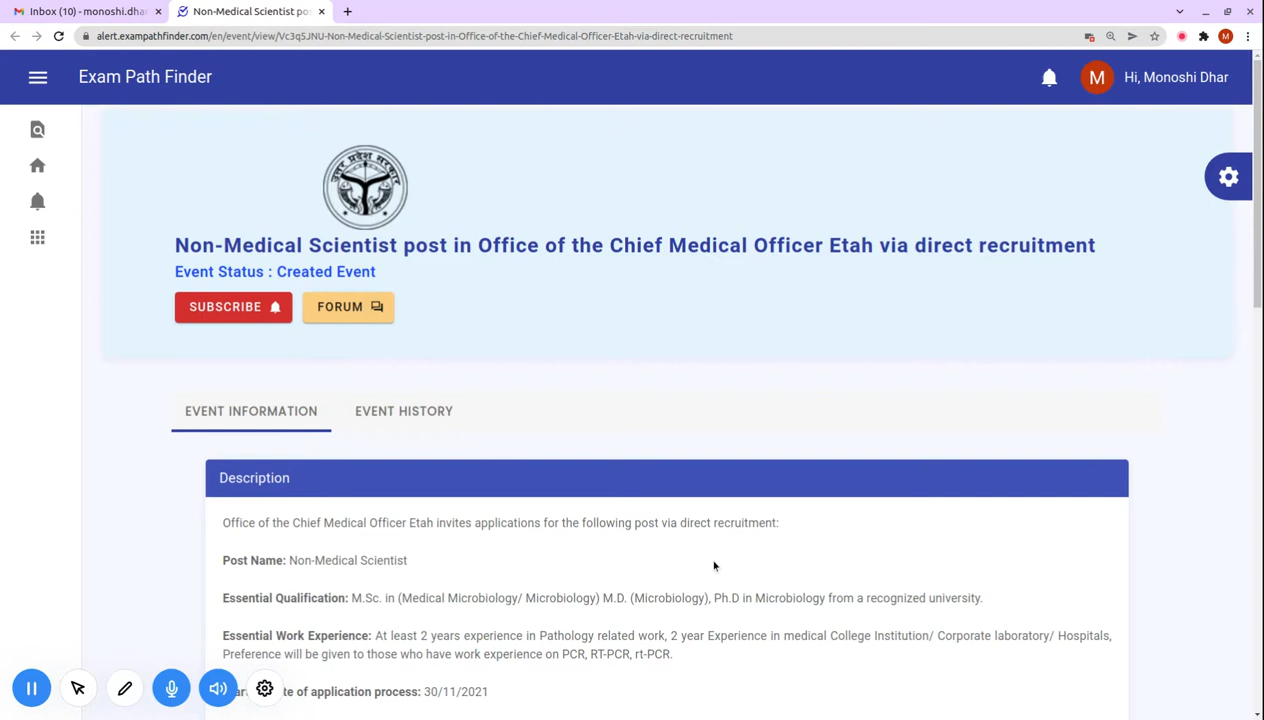 Inbox (10) - monoshi.dha
Non-Medical Scientist po
alert.exampathfinder.com/en/event/view/Vc3q5JNU-Non-Medical-Scientist-post-in-Office-of-the-Chief-Medical-Officer-Etah-via-direct-recruitment
M
Exam Path Finder
M
Hi, Monoshi Dhar
उत्तर प्रदेश सरकार
Non-Medical Scientist post in Office of the Chief Medical Officer Etah via direct recruitment
Event Status : Created Event
SUBSCRIBE
FORUM
EVENT INFORMATION
EVENT HISTORY
Description
Office of the Chief Medical Officer Etah invites applications for the following post via direct recruitment:
Post Name: Non-Medical Scientist
Essential Qualification: M.Sc. in (Medical Microbiology/ Microbiology) M.D. (Microbiology), Ph.D in Microbiology from a recognized university.
Essential Work Experience: At least 2 years experience in Pathology related work, 2 year Experience in medical College Institution/ Corporate laboratory/ Hospitals,
Preference will be given to those who have work experience on PCR, RT-PCR, rt-PCR.
of application process: 30/11/2021